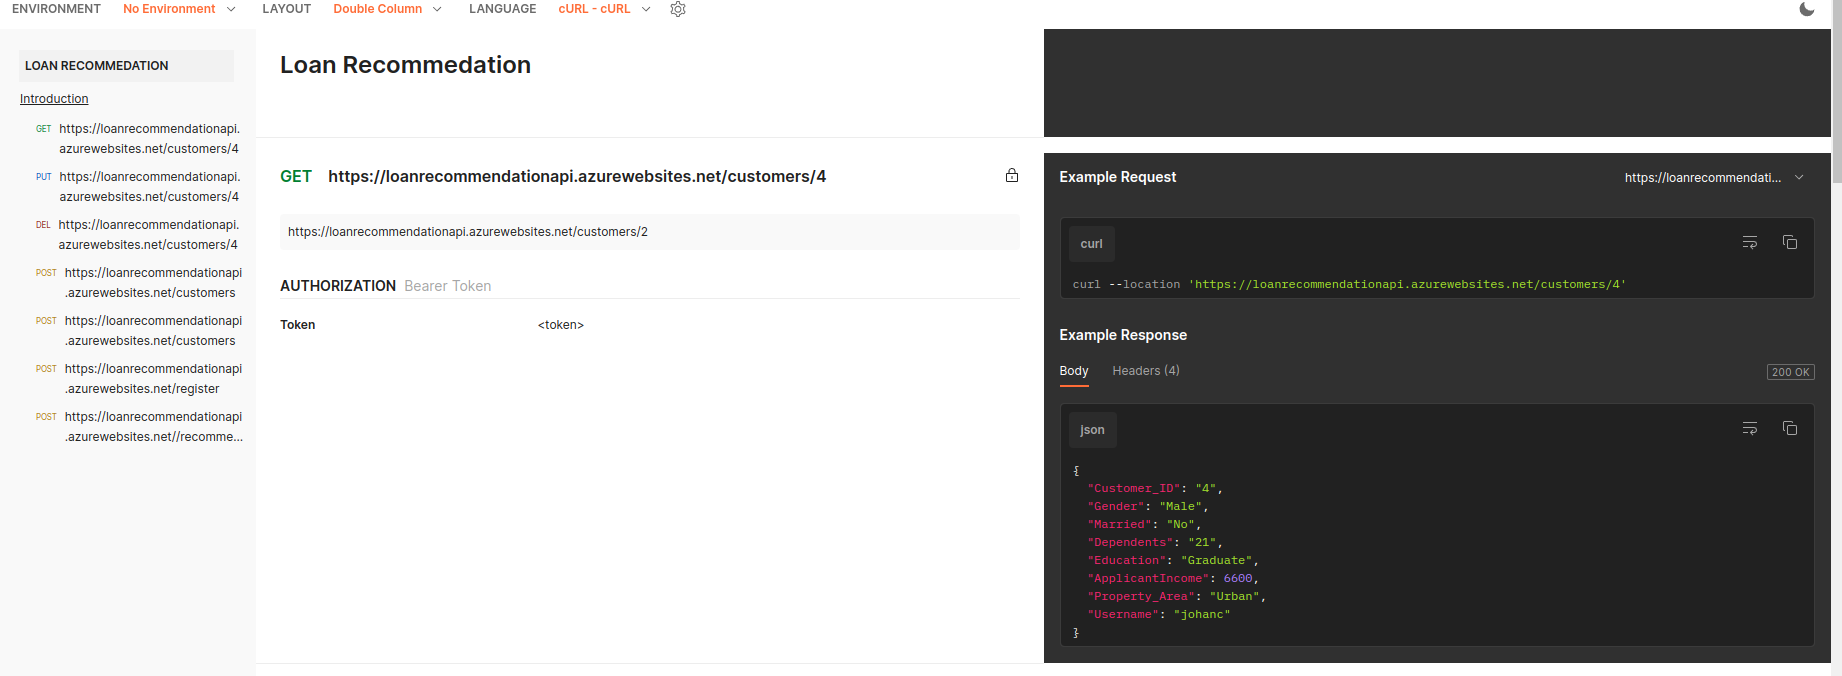 ENVIRONMENT No Environment LAYOUT Double Column LANGUAGE cURL - cURL
LOAN RECOMMEDATION
Introduction
GET https://loanrecommendationapi.
azurewebsites.net/customers/4
PUT https://loanrecommendationapi.
azurewebsites.net/customers/4
DEL https://loanrecommendationapi.
azurewebsites.net/customers/4
POST https://loanrecommendationapi
.azurewebsites.net/customers
POST https://loanrecommendationapi
.azurewebsites.net/customers
POST https://loanrecommendationapi
.azurewebsites.net/register
POST https://loanrecommendationapi
.azurewebsites.net//recomme...
Loan Recommedation
GET https://loanrecommendationapi.azurewebsites.net/customers/4
https://loanrecommendationapi.azurewebsites.net/customers/2
AUTHORIZATION Bearer Token
Token <token>
Example Request https://loanrecommendati...
curl
curl --location 'https://loanrecommendationapi.azurewebsites.net/customers/4'
Example Response
Body Headers (4) 200 OK
json
{
"Customer_ID": "4",
"Gender": "Male",
"Married": "No",
"Dependents": "21",
"Education": "Graduate",
"ApplicantIncome": 6600,
"Property_Area": "Urban",
"Username": "johanc"
}